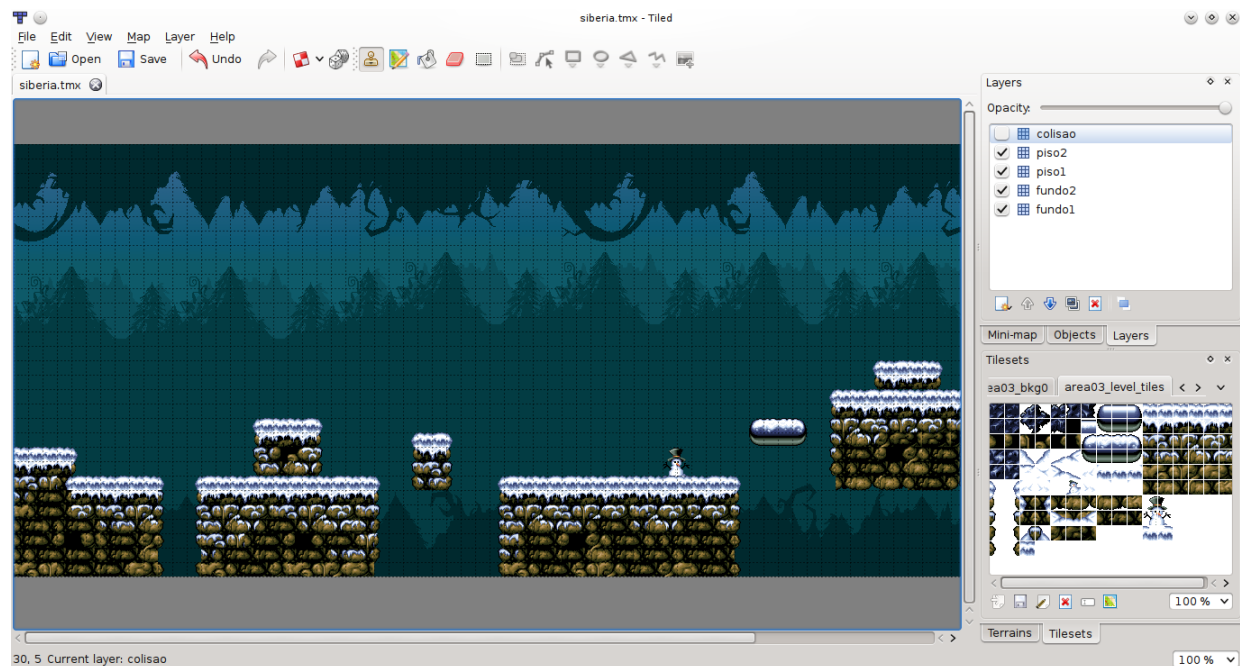 siberia.tmx - Tiled
File Edit View Map Layer Help
Open Save Undo
siberia.tmx
Layers
Opacity:
colisao
piso2
piso1
fundo2
fundo1
Mini-map Objects Layers
Tilesets
ea03_bkg0 area03_level_tiles
100 %
Terrains Tilesets
30, 5 Current layer: colisao
100 %